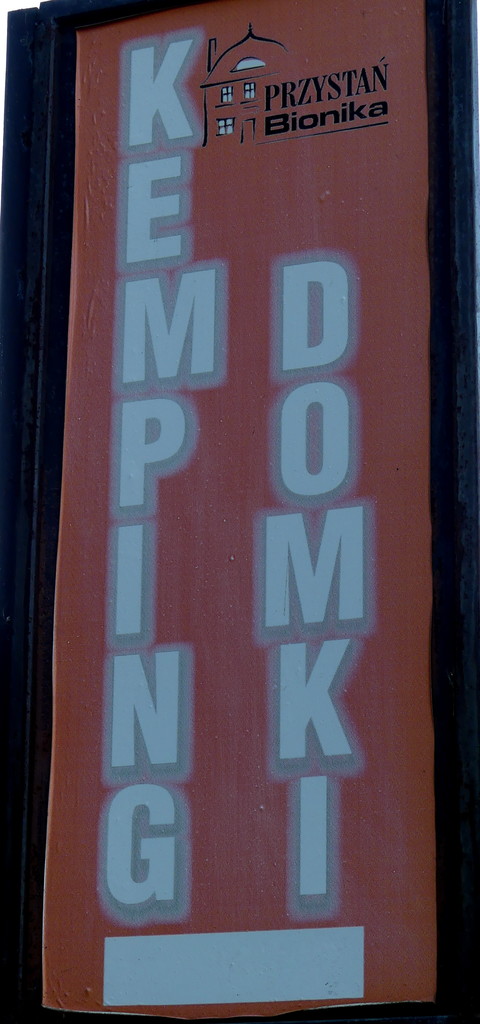 PRZYSTAŃ
Bionika
KEMPING
DOMKI